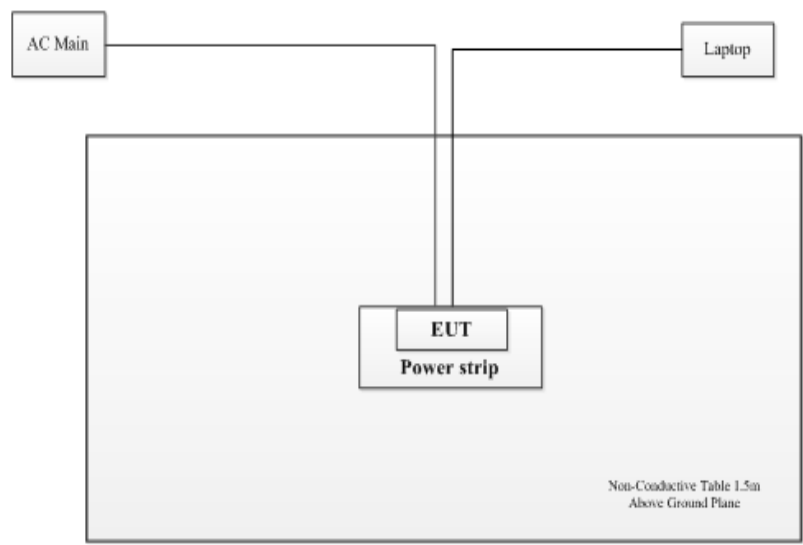 AC Main
Laptop
EUT
Power strip
Non-Conductive Table 1.5m
Above Ground Plane